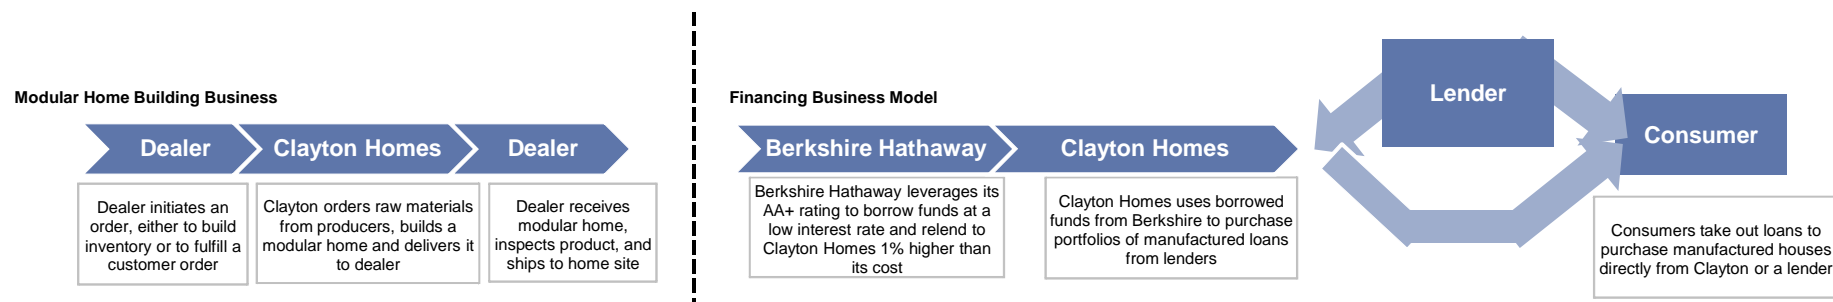 Modular Home Building Business
Dealer
Clayton Homes
Dealer
Dealer initiates an
order, either to build
inventory or to fulfill a
customer order
Clayton orders raw materials
from producers, builds a
modular home and delivers it
to dealer
Dealer receives
modular home,
inspects product, and
ships to home site
Financing Business Model
Berkshire Hathaway
Clayton Homes
Lender
Consumer
Berkshire Hathaway leverages its
AA+ rating to borrow funds at a
low interest rate and relend to
Clayton Homes 1% higher than
its cost
Clayton Homes uses borrowed
funds from Berkshire to purchase
portfolios of manufactured loans
from lenders
Consumers take out loans to
purchase manufactured houses
directly from Clayton or a lender